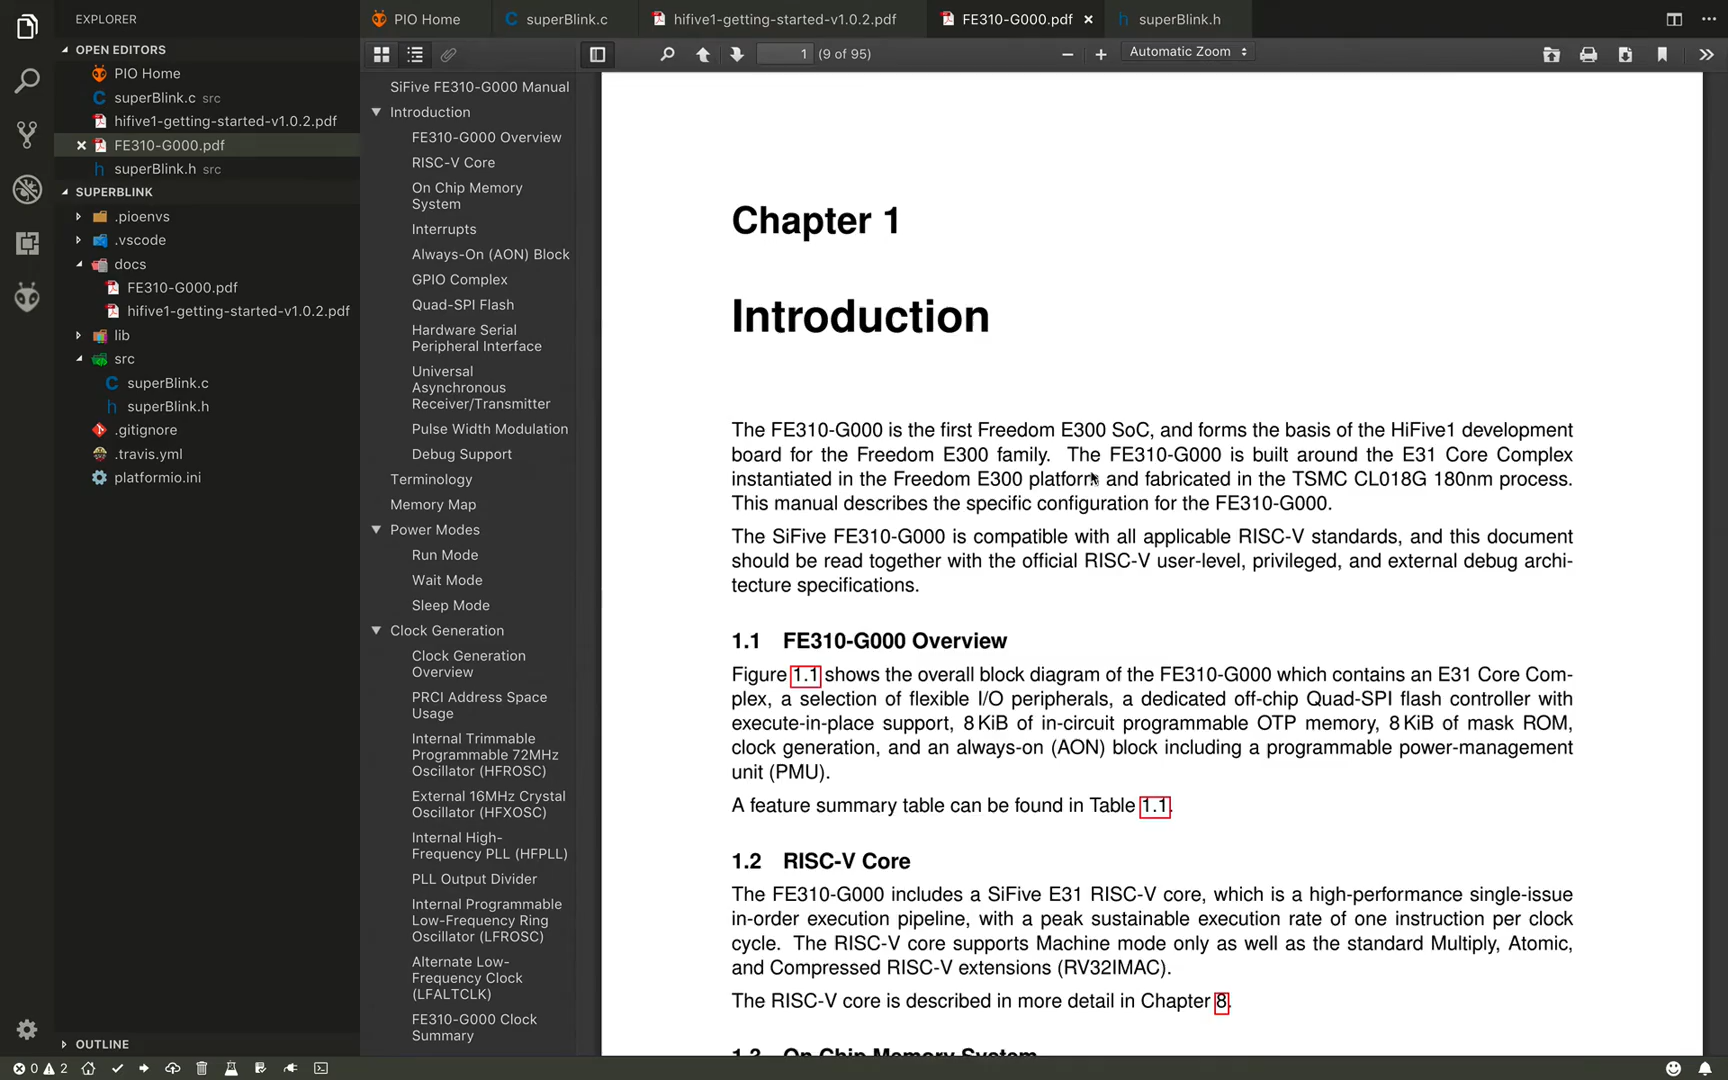 EXPLORER
OPEN EDITORS
PIO Home
superBlink.c src
hifive1-getting-started-v1.0.2.pdf
FE310-G000.pdf
superBlink.h src
SUPERBLINK
.pioenvs
.vscode
docs
FE310-G000.pdf
hifive1-getting-started-v1.0.2.pdf
lib
src
superBlink.c
superBlink.h
.gitignore
.travis.yml
platformio.ini
OUTLINE
0 2
PIO Home
superBlink.c
hifive1-getting-started-v1.0.2.pdf
FE310-G000.pdf
superBlink.h
1 (9 of 95)
Automatic Zoom
SiFive FE310-G000 Manual
Introduction
FE310-G000 Overview
RISC-V Core
On Chip Memory
System
Interrupts
Always-On (AON) Block
GPIO Complex
Quad-SPI Flash
Hardware Serial
Peripheral Interface
Universal
Asynchronous
Receiver/Transmitter
Pulse Width Modulation
Debug Support
Terminology
Memory Map
Power Modes
Run Mode
Wait Mode
Sleep Mode
Clock Generation
Clock Generation
Overview
PRCI Address Space
Usage
Internal Trimmable
Programmable 72MHz
Oscillator (HFROSC)
External 16MHz Crystal
Oscillator (HFXOSC)
Internal High-
Frequency PLL (HFPLL)
PLL Output Divider
Internal Programmable
Low-Frequency Ring
Oscillator (LFROSC)
Alternate Low-
Frequency Clock
(LFALTCLK)
FE310-G000 Clock
Summary
Chapter 1
Introduction
The FE310-G000 is the first Freedom E300 SoC, and forms the basis of the HiFive1 development
board for the Freedom E300 family. The FE310-G000 is built around the E31 Core Complex
instantiated in the Freedom E300 platform and fabricated in the TSMC CL018G 180nm process.
This manual describes the specific configuration for the FE310-G000.
The SiFive FE310-G000 is compatible with all applicable RISC-V standards, and this document
should be read together with the official RISC-V user-level, privileged, and external debug archi-
tecture specifications.
1.1 FE310-G000 Overview
Figure 1.1 shows the overall block diagram of the FE310-G000 which contains an E31 Core Com-
plex, a selection of flexible I/O peripherals, a dedicated off-chip Quad-SPI flash controller with
execute-in-place support, 8 KiB of in-circuit programmable OTP memory, 8 KiB of mask ROM,
clock generation, and an always-on (AON) block including a programmable power-management
unit (PMU).
A feature summary table can be found in Table 1.1.
1.2 RISC-V Core
The FE310-G000 includes a SiFive E31 RISC-V core, which is a high-performance single-issue
in-order execution pipeline, with a peak sustainable execution rate of one instruction per clock
cycle. The RISC-V core supports Machine mode only as well as the standard Multiply, Atomic,
and Compressed RISC-V extensions (RV32IMAC).
The RISC-V core is described in more detail in Chapter 8.
1.3 On Chip Memory System